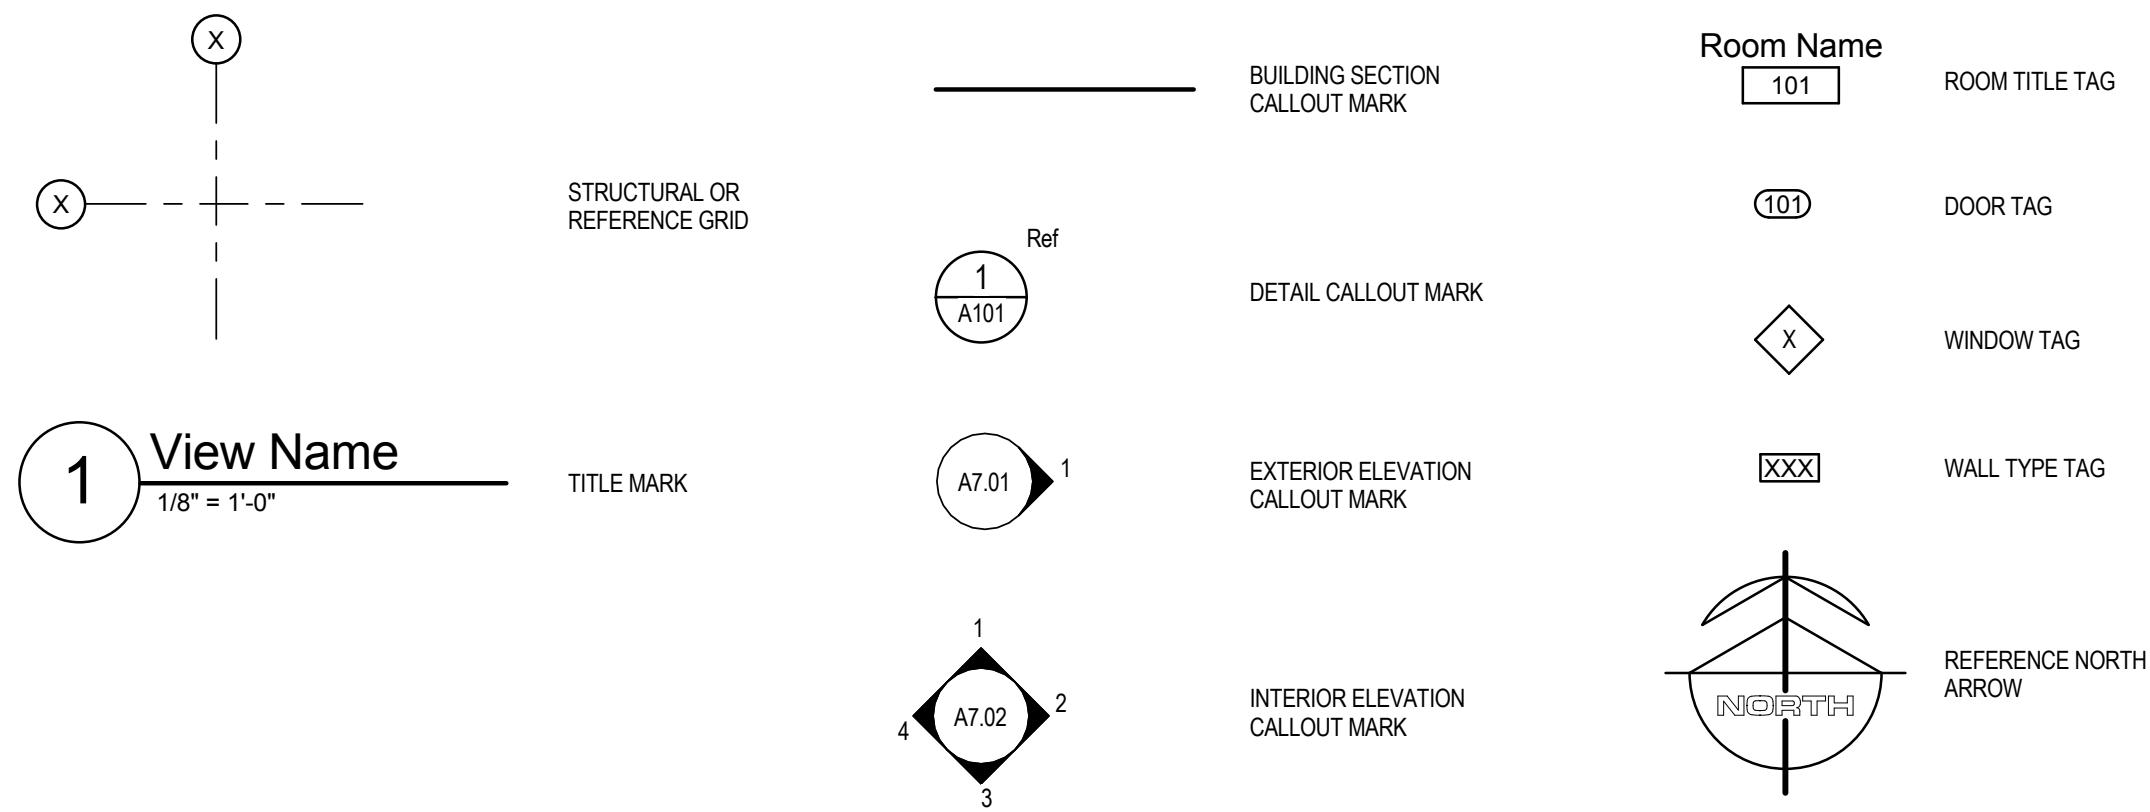 X
X
STRUCTURAL OR
REFERENCE GRID
1
View Name
1/8" = 1'-0"
TITLE MARK
BUILDING SECTION
CALLOUT MARK
Ref
1
A101
DETAIL CALLOUT MARK
A7.01
1
EXTERIOR ELEVATION
CALLOUT MARK
1
A7.02
2
4
3
INTERIOR ELEVATION
CALLOUT MARK
Room Name
101
ROOM TITLE TAG
101
DOOR TAG
X
WINDOW TAG
XXX
WALL TYPE TAG
NORTH
REFERENCE NORTH
ARROW